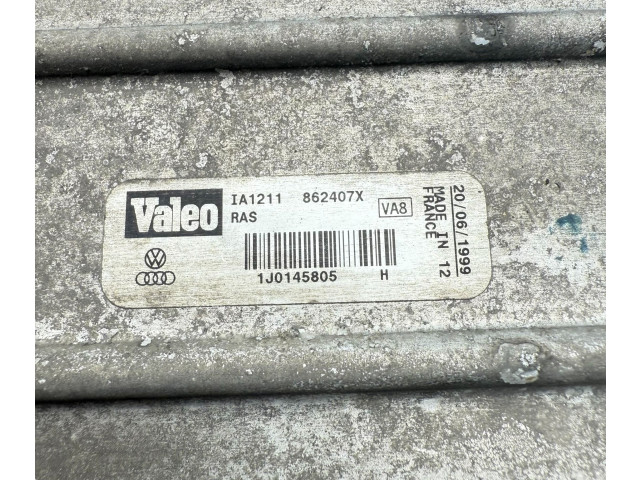 Valeo
IA1211 862407X
RAS
VA8
1J0145805 H
20/06/1999
MADE IN 12
FRANCE